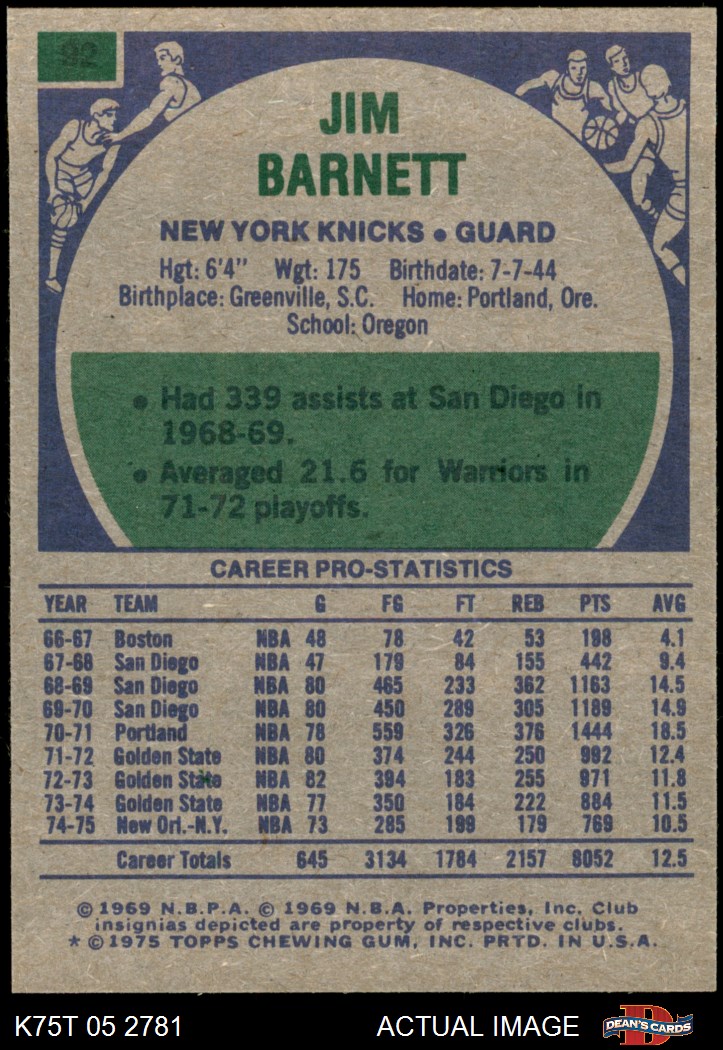 92
JIM
BARNETT
NEW YORK KNICKS • GUARD
Hgt: 6'4" Wgt: 175 Birthdate: 7-7-44
Birthplace: Greenville, S.C. Home: Portland, Ore.
School: Oregon
• Had 339 assists at San Diego in
1968-69.
• Averaged 21.6 for Warriors in
71-72 playoffs.
CAREER PRO-STATISTICS
YEAR TEAM G FG FT REB PTS AVG
66-67 Boston NBA 48 78 42 53 198 4.1
67-68 San Diego NBA 47 179 84 155 442 9.4
68-69 San Diego NBA 80 465 233 362 1163 14.5
69-70 San Diego NBA 80 450 289 305 1189 14.9
70-71 Portland NBA 78 559 326 376 1444 18.5
71-72 Golden State NBA 80 374 244 250 992 12.4
72-73 Golden State NBA 82 394 183 255 971 11.8
73-74 Golden State NBA 77 350 184 222 884 11.5
74-75 New Orl.-N.Y. NBA 73 285 199 179 769 10.5
Career Totals 645 3134 1784 2157 8052 12.5
© 1969 N.B.P.A. © 1969 N.B.A. Properties, Inc. Club
insignias depicted are property of respective clubs.
* © 1975 TOPPS CHEWING GUM, INC. PRTD. IN U.S.A.
K75T 05 2781 ACTUAL IMAGE D DEAN'S CARDS